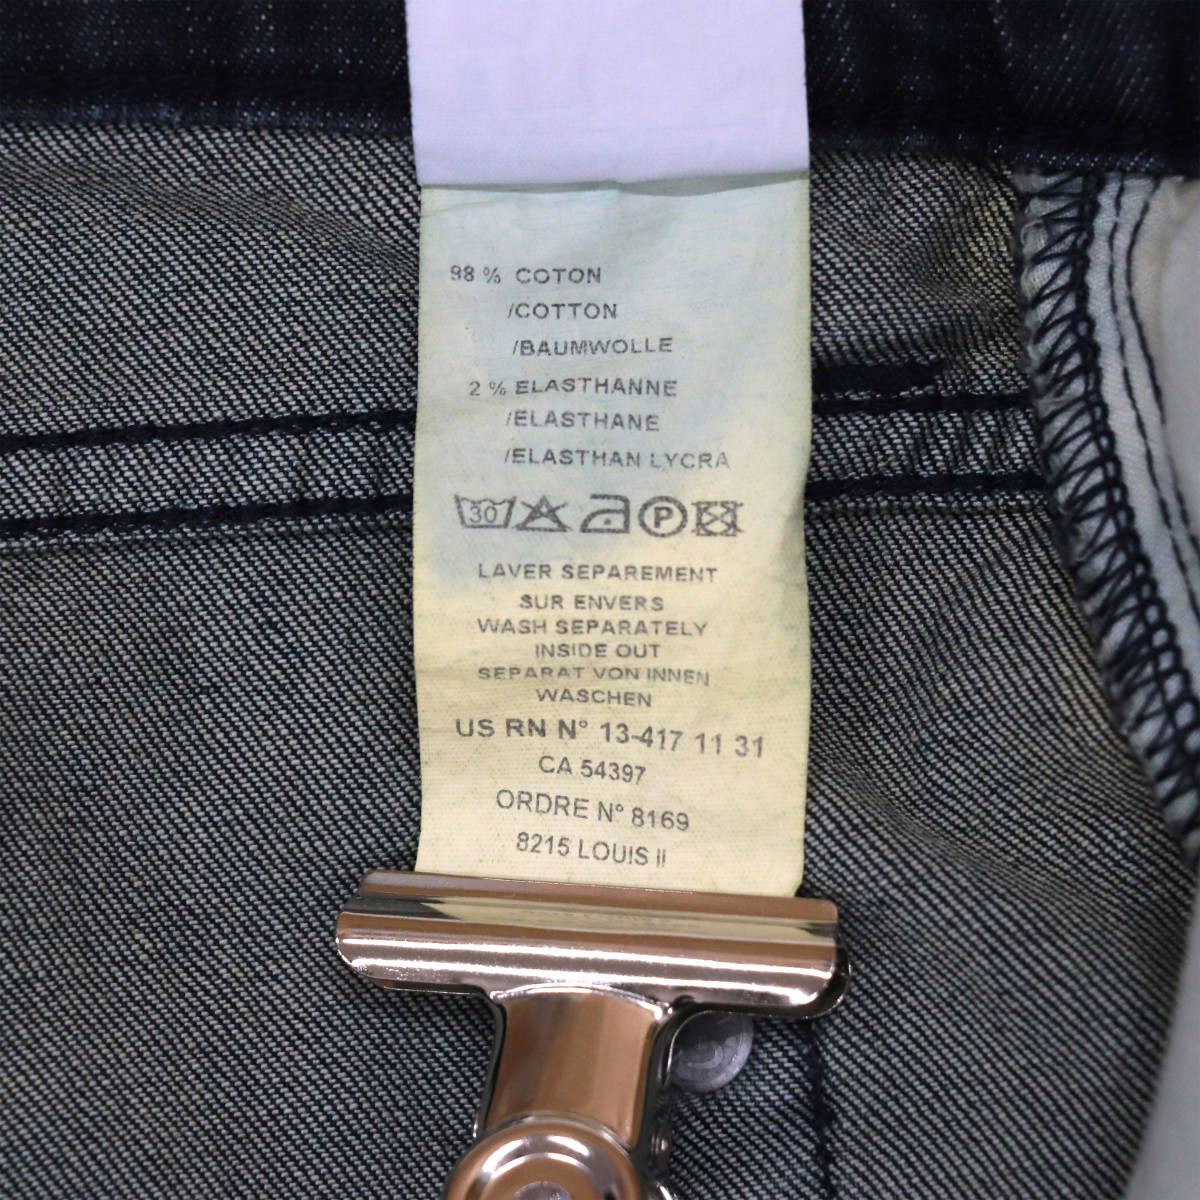 98 % COTON
/COTTON
/BAUMWOLLE
2 % ELASTHANNE
/ELASTHANE
/ELASTHAN LYCRA
30 P
LAVER SEPAREMENT
SUR ENVERS
WASH SEPARATELY
INSIDE OUT
SEPARAT VON INNEN
WASCHEN
US RN N° 13-417 11 31
CA 54397
ORDRE N° 8169
8215 LOUIS II